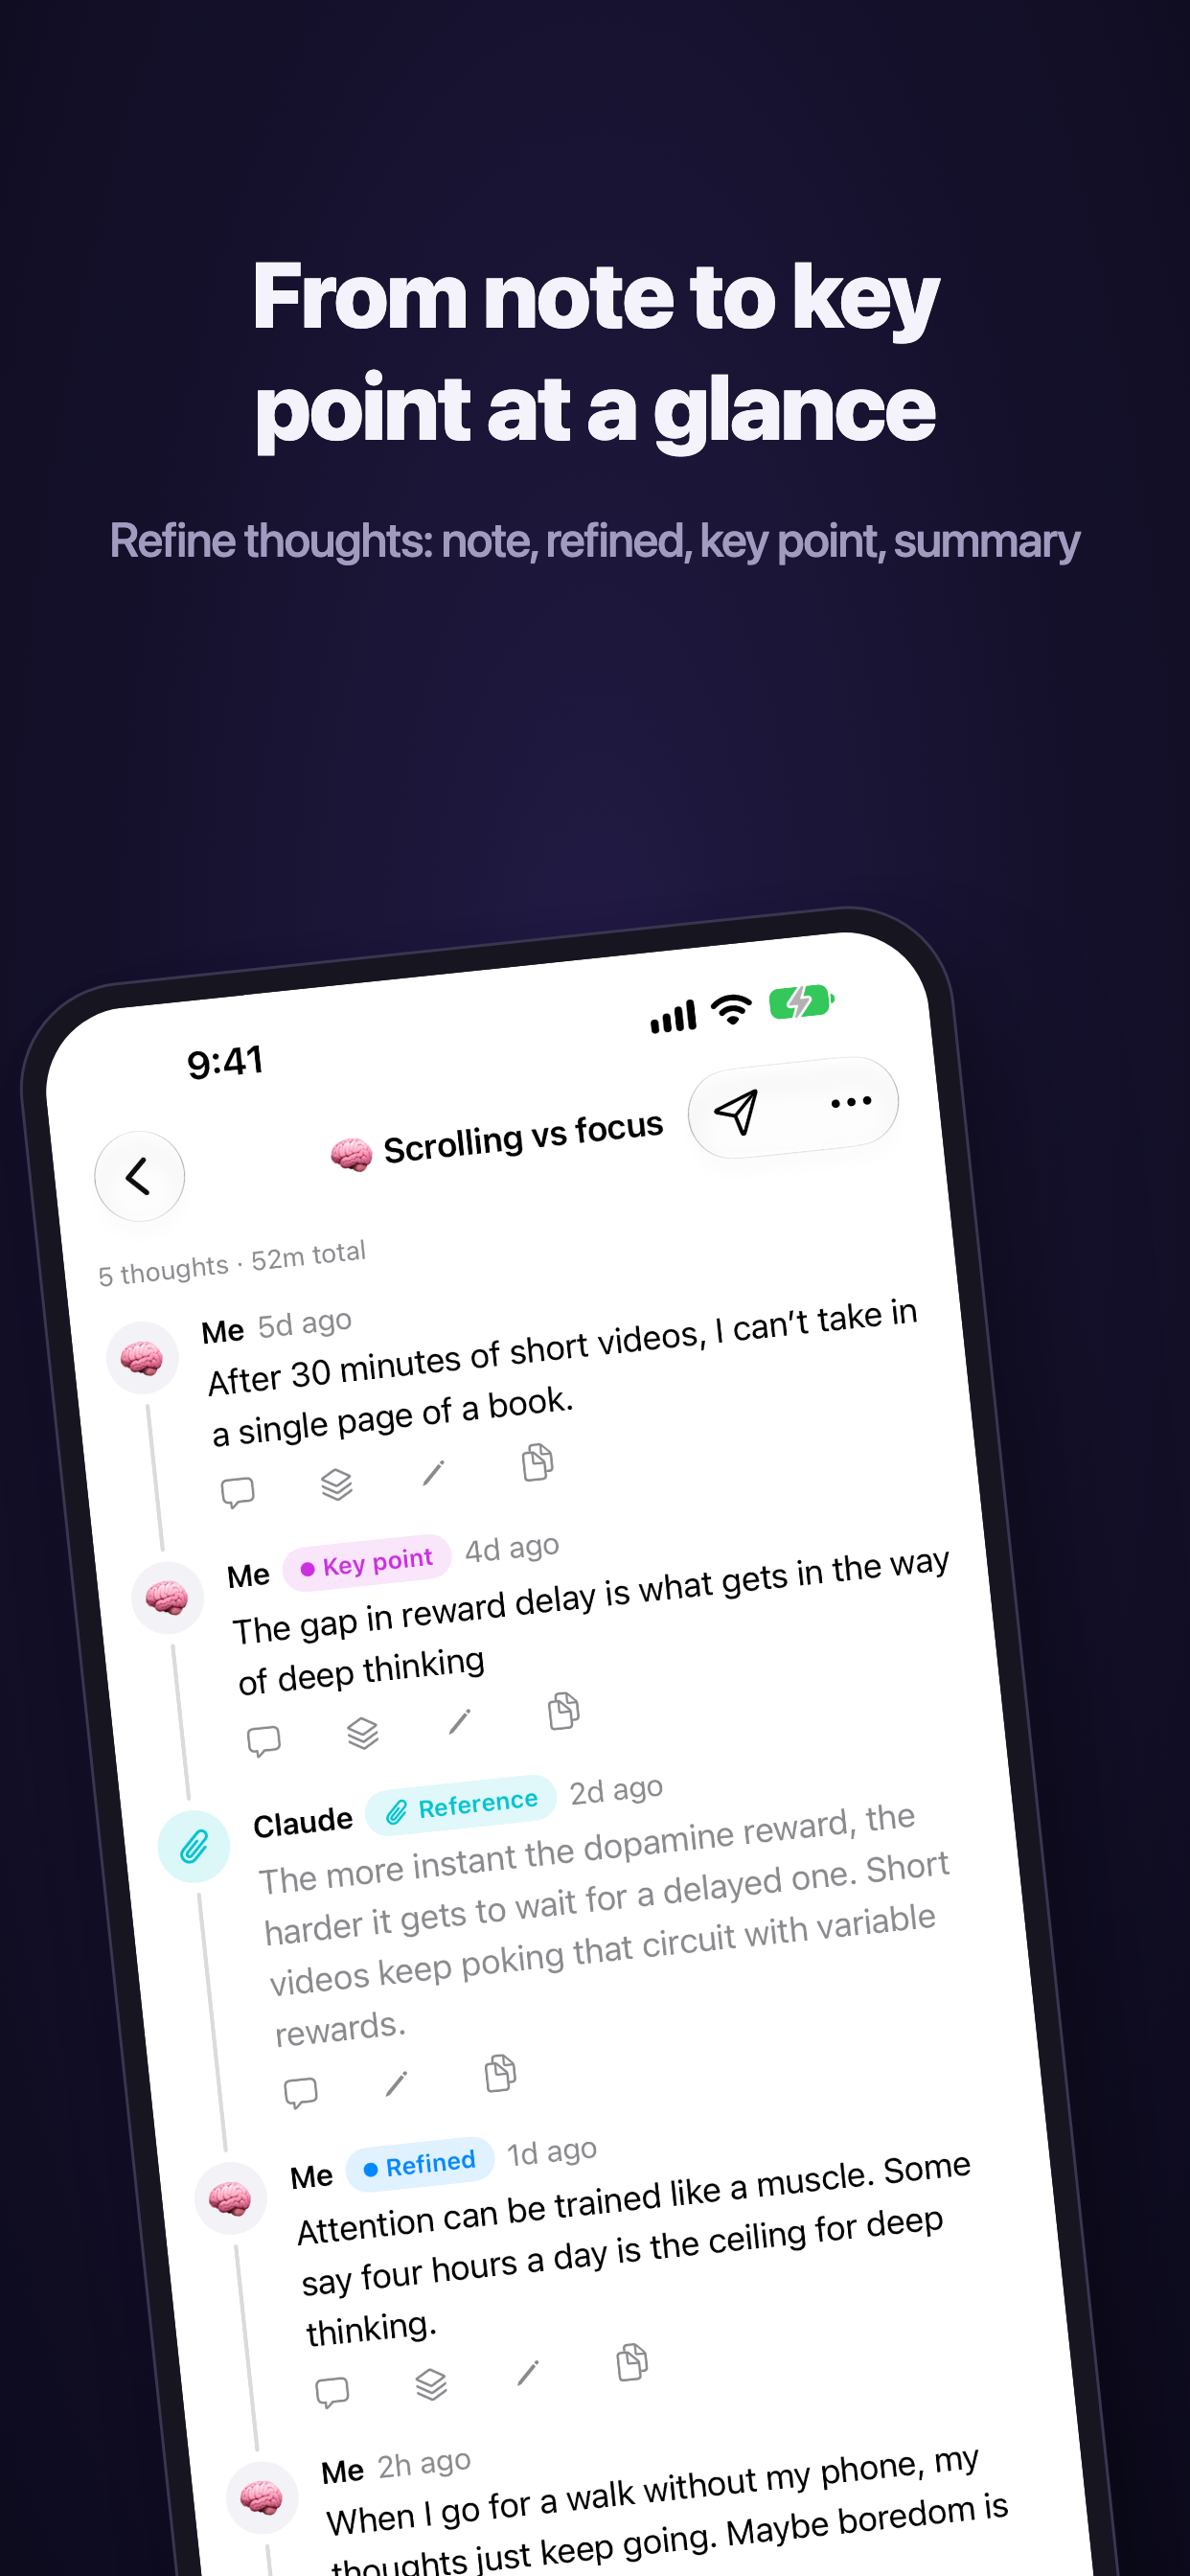 From note to key
point at a glance
Refine thoughts: note, refined, key point, summary
9:41
Scrolling vs focus
5 thoughts · 52m total
Me 5d ago
After 30 minutes of short videos, I can’t take in
a single page of a book.
Me Key point 4d ago
The gap in reward delay is what gets in the way
of deep thinking
Claude Reference 2d ago
The more instant the dopamine reward, the
harder it gets to wait for a delayed one. Short
videos keep poking that circuit with variable
rewards.
Me Refined 1d ago
Attention can be trained like a muscle. Some
say four hours a day is the ceiling for deep
thinking.
Me 2h ago
When I go for a walk without my phone, my
thoughts just keep going. Maybe boredom is